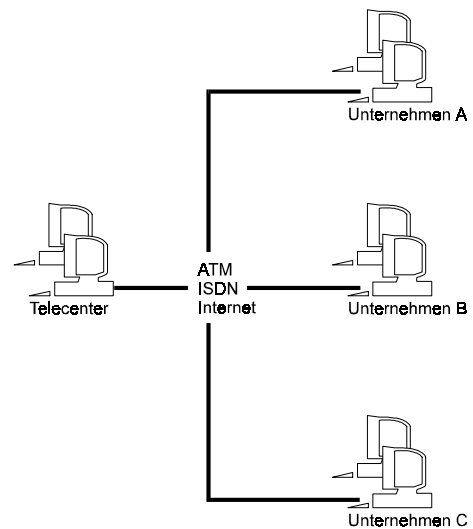 Unternehmen A
ATM
ISDN
Internet
Telecenter
Unternehmen B
Unternehmen C